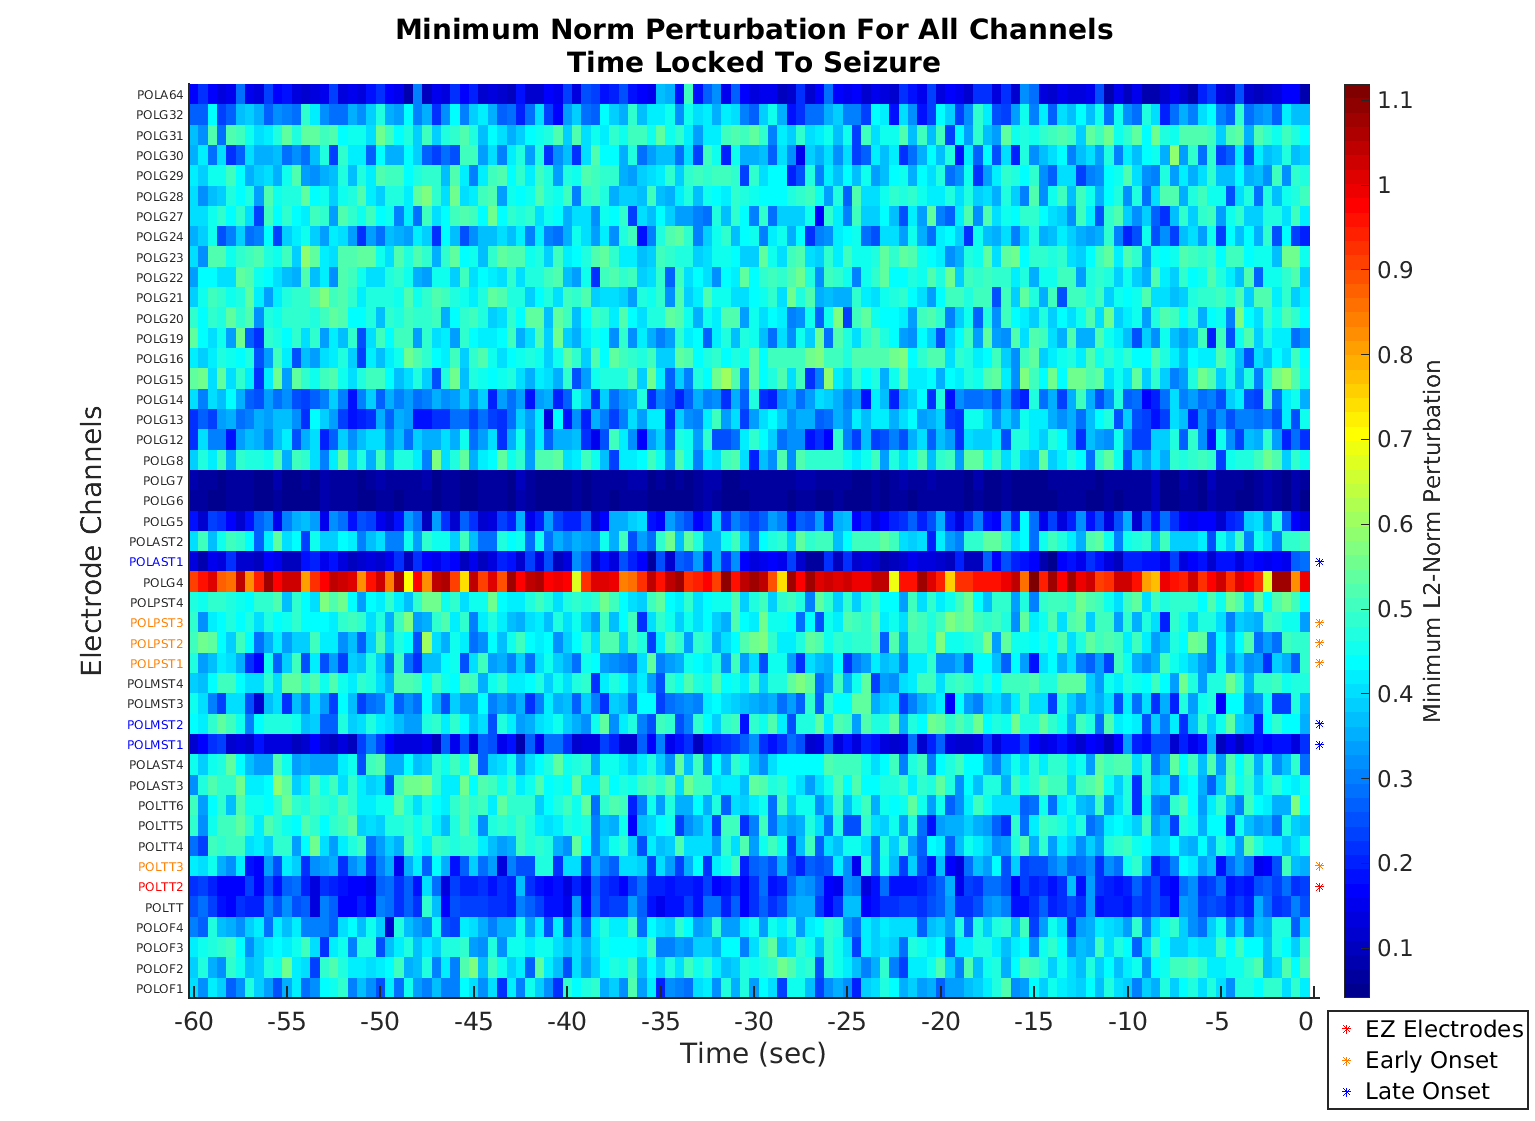 Minimum Norm Perturbation For All Channels
Time Locked To Seizure
Electrode Channels
POLA64
POLG32
POLG31
POLG30
POLG29
POLG28
POLG27
POLG24
POLG23
POLG22
POLG21
POLG20
POLG19
POLG16
POLG15
POLG14
POLG13
POLG12
POLG8
POLG7
POLG6
POLG5
POLAST2
POLAST1
POLG4
POLPST4
POLPST3
POLPST2
POLPST1
POLMST4
POLMST3
POLMST2
POLMST1
POLAST4
POLAST3
POLTT6
POLTT5
POLTT4
POLTT3
POLTT2
POLTT
POLOF4
POLOF3
POLOF2
POLOF1
-60 -55 -50 -45 -40 -35 -30 -25 -20 -15 -10 -5 0
Time (sec)
1.1
1
0.9
0.8
0.7
0.6
0.5
0.4
0.3
0.2
0.1
Minimum L2-Norm Perturbation
EZ Electrodes
Early Onset
Late Onset